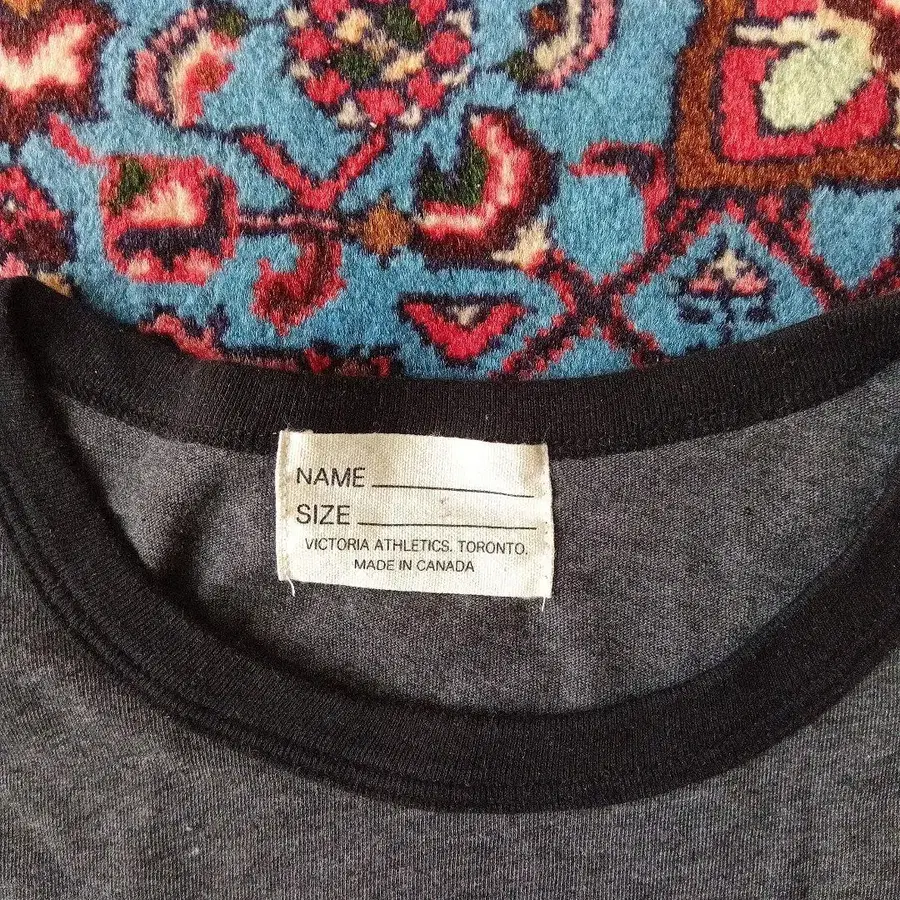 NAME
SIZE
VICTORIA ATHLETICS. TORONTO.
MADE IN CANADA